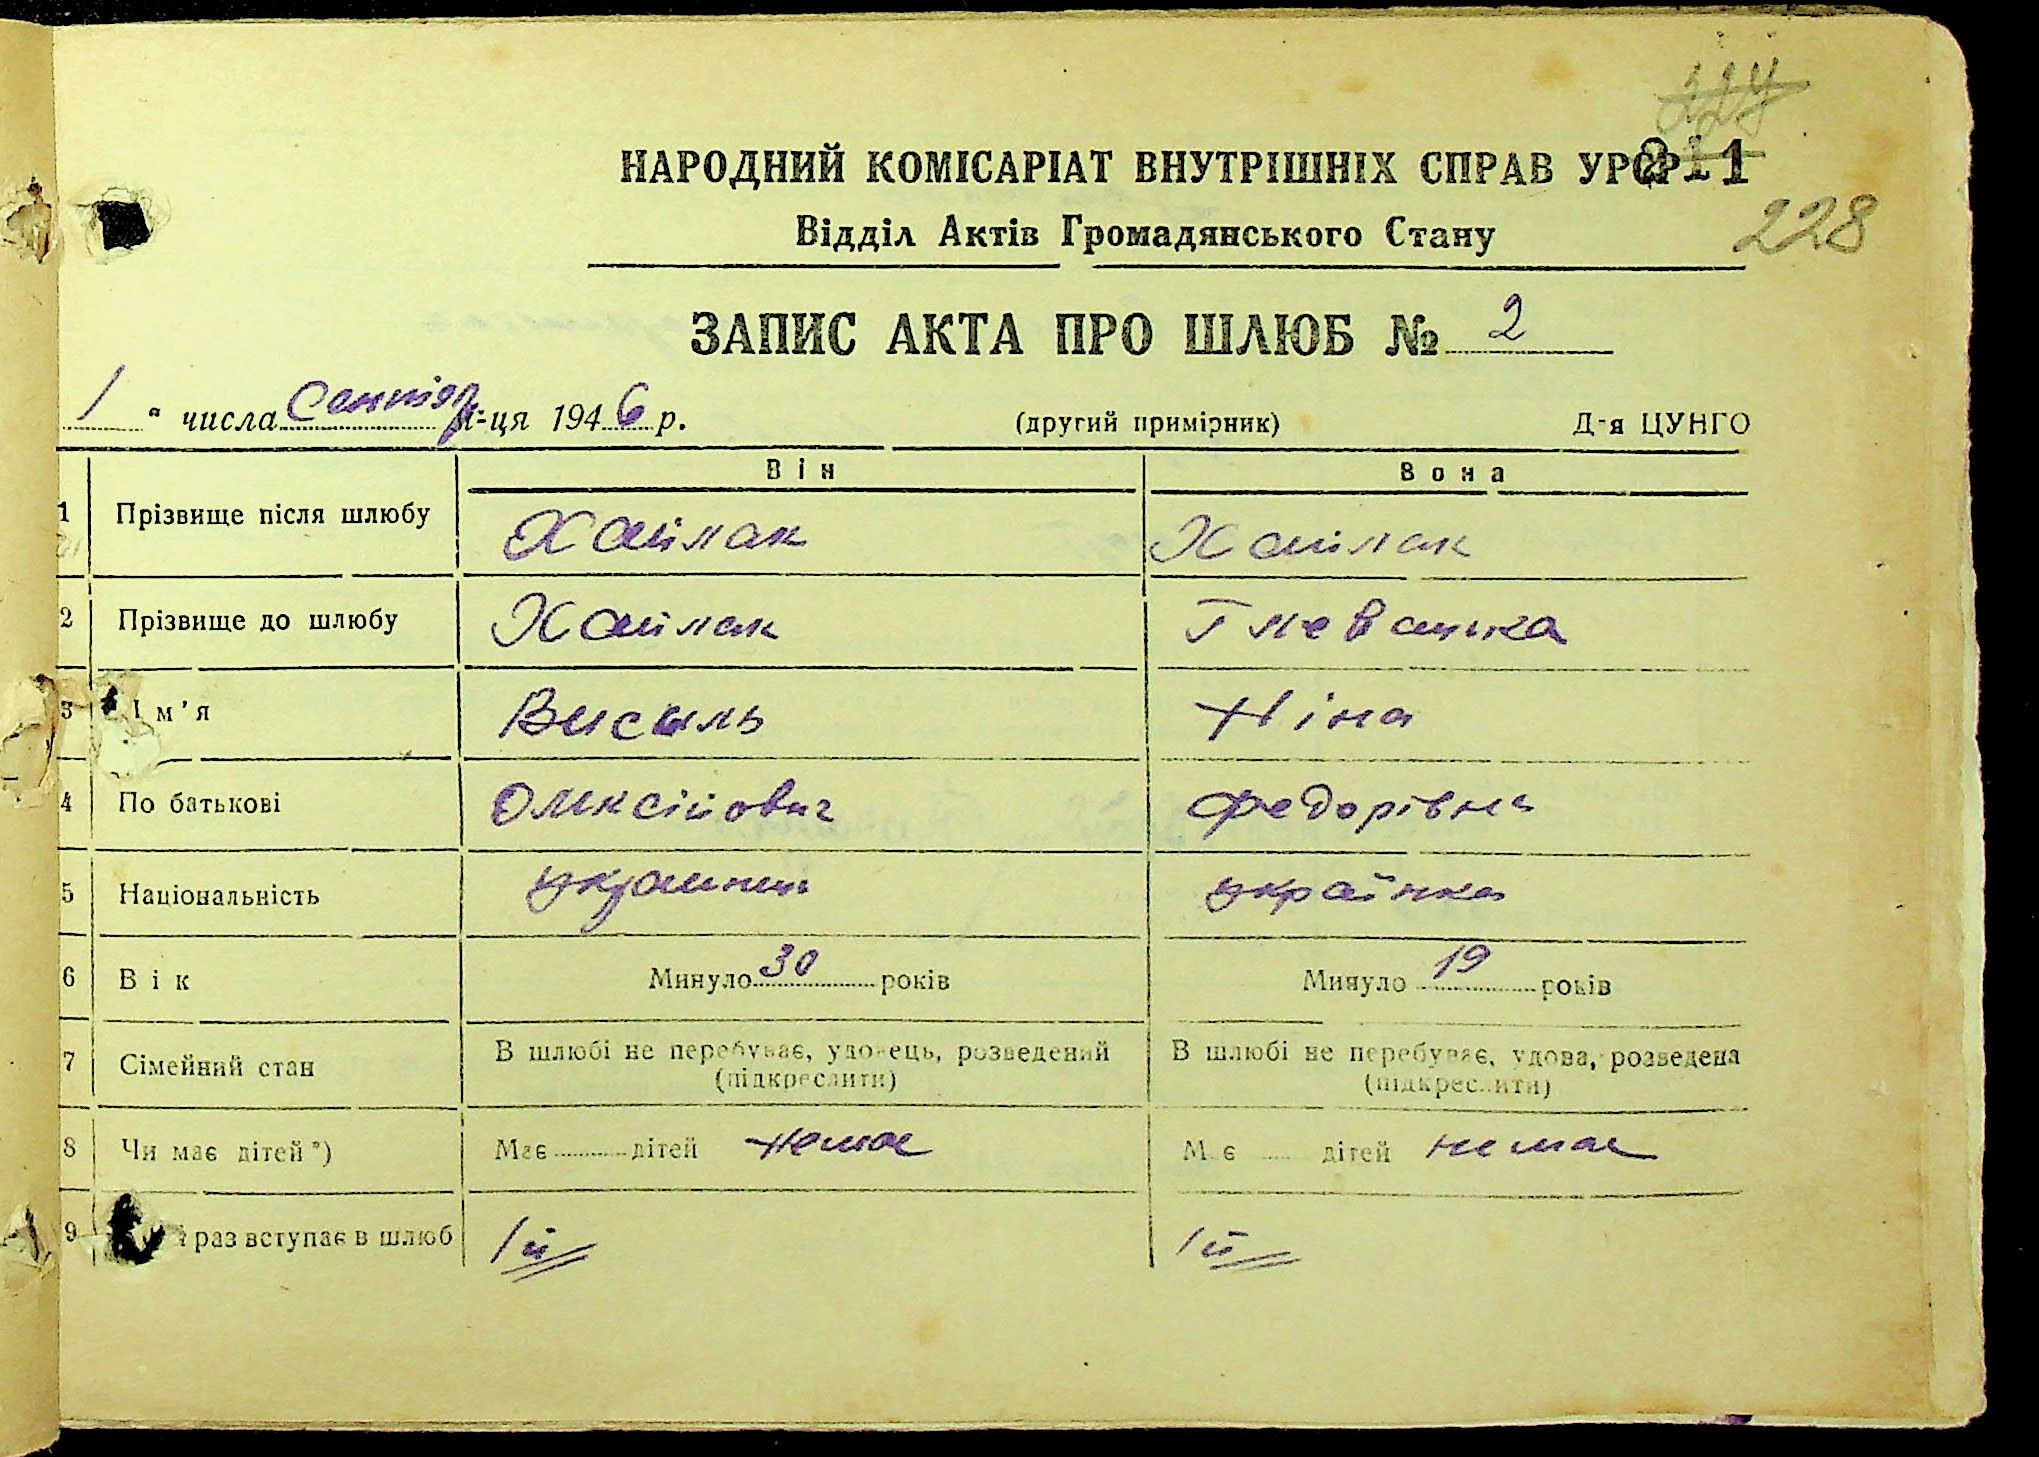 228
НАРОДНИЙ КОМІСАРІАТ ВНУТРІШНІХ СПРАВ УРСР
Відділ Актів Громадянського Стану
ЗАПИС АКТА ПРО ШЛЮБ № 2
1 " числа Сентібр м-ця 1946 р. (другий примірник) Д-я ЦУНГО
Він Вона
1 Прізвище після шлюбу Хайлак Хайлак
2 Прізвище до шлюбу Хайлак
3 Ім'я Висыль Ніна
4 По батькові Олексійович Федорівна
5 Національність українець українка
6 Вік Минуло 30 років Минуло 19 років
7 Сімейний стан В шлюбі не перебуває, удовець, розведений В шлюбі не перебуває, удова, розведена
(підкреслити) (підкреслити)
8 Чи має дітей*) Має дітей немає М є дітей немає
9 і раз вступає в шлюб 1й 1й